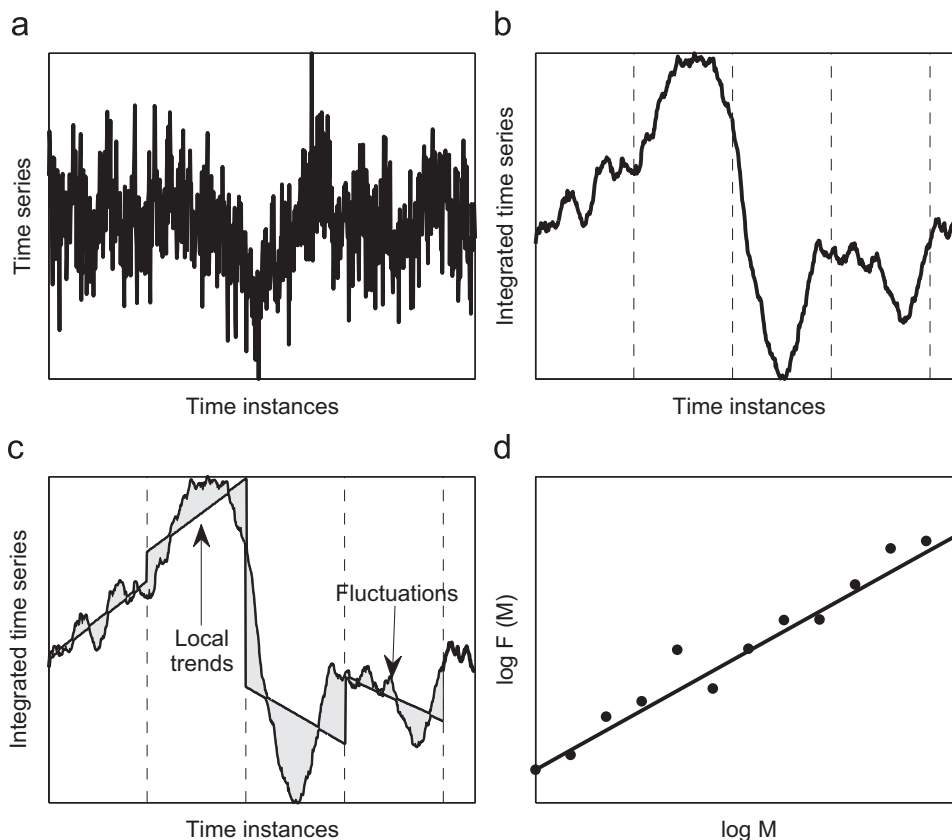 a
Time series
Time instances
b
Integrated time series
Time instances
c
Integrated time series
Local
trends
Fluctuations
Time instances
d
log F (M)
log M